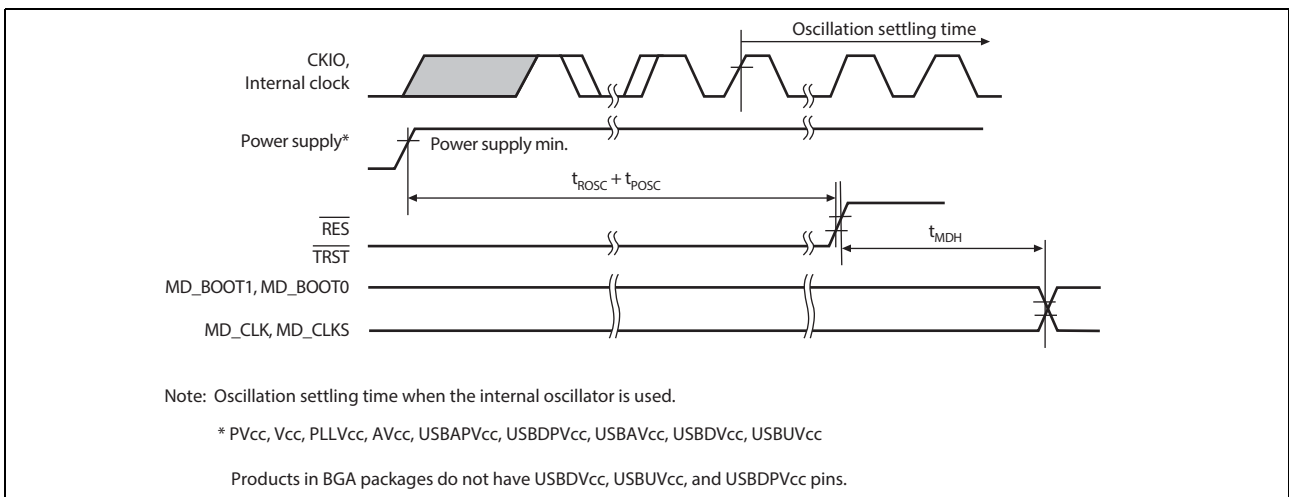 Oscillation settling time
CKIO,
Internal clock
Power supply*
Power supply min.
tROSC + tPOSC
RES
TRST
tMDH
MD_BOOT1, MD_BOOT0
MD_CLK, MD_CLKS
Note: Oscillation settling time when the internal oscillator is used.
* PVcc, Vcc, PLLVcc, AVcc, USBAPVcc, USBDPVcc, USBAVcc, USBDVcc, USBUVcc
Products in BGA packages do not have USBDVcc, USBUVcc, and USBDPVcc pins.